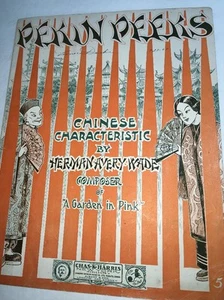 PEKIN PEEKS
CHINESE
CHARACTERISTIC
BY
HERMAN AVERY WADE
COMPOSER
OF
"A Garden in Pink"
CHAS. K. HARRIS